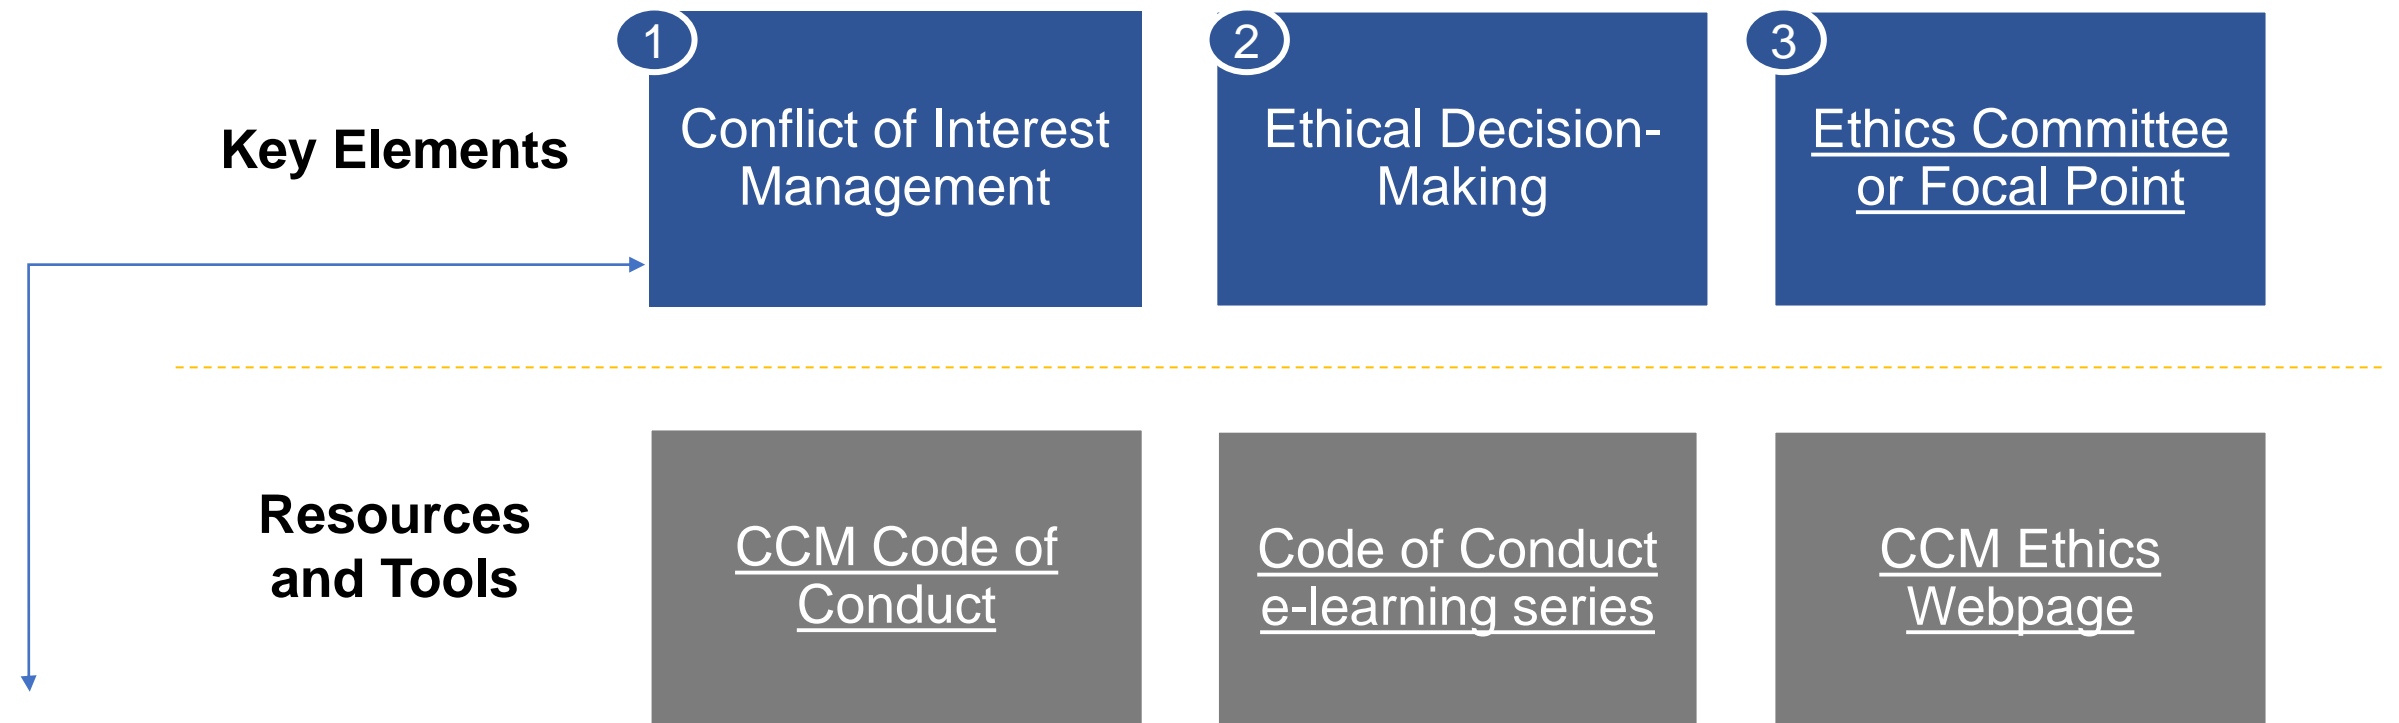 Key Elements
1
Conflict of Interest
Management
2
Ethical Decision-
Making
3
Ethics Committee
or Focal Point
Resources
and Tools
CCM Code of
Conduct
Code of Conduct
e-learning series
CCM Ethics
Webpage